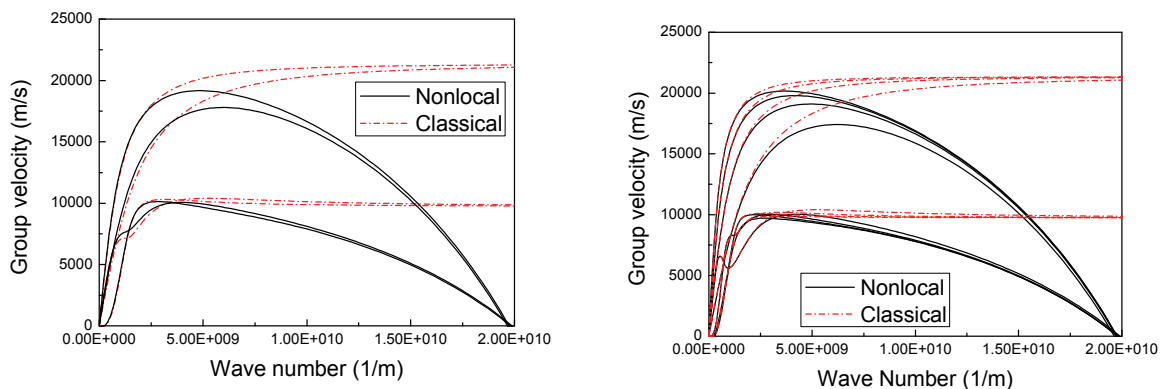 25000
20000
15000
10000
5000
0
Group velocity (m/s)
Nonlocal
Classical
0.00E+000
5.00E+009
1.00E+010
1.50E+010
2.00E+010
Wave number (1/m)
25000
20000
15000
10000
5000
0
Group velocity (m/s)
Nonlocal
Classical
0.00E+000
5.00E+009
1.00E+010
1.50E+010
2.00E+010
Wave Number (1/m)